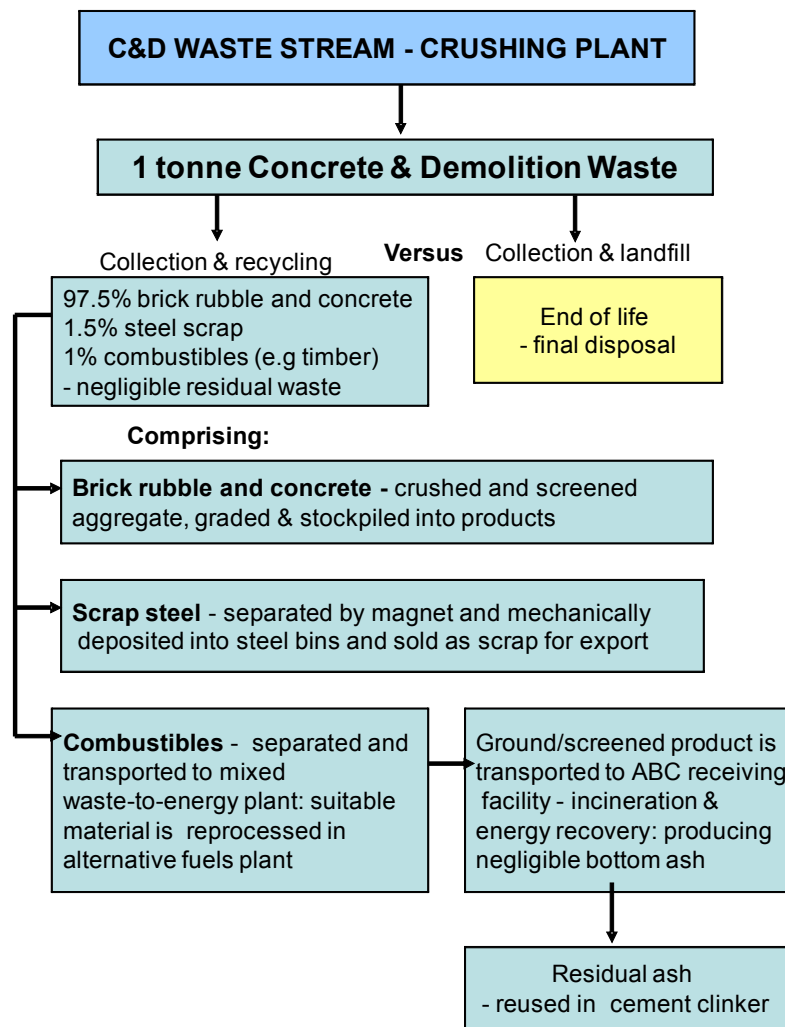 C&D WASTE STREAM - CRUSHING PLANT
1 tonne Concrete & Demolition Waste
Collection & recycling
Versus
Collection & landfill
97.5% brick rubble and concrete
1.5% steel scrap
1% combustibles (e.g timber)
- negligible residual waste
End of life
- final disposal
Comprising:
Brick rubble and concrete - crushed and screened
aggregate, graded & stockpiled into products
Scrap steel - separated by magnet and mechanically
deposited into steel bins and sold as scrap for export
Combustibles - separated and
transported to mixed
waste-to-energy plant: suitable
material is reprocessed in
alternative fuels plant
Ground/screened product is
transported to ABC receiving
facility - incineration &
energy recovery: producing
negligible bottom ash
Residual ash
- reused in cement clinker